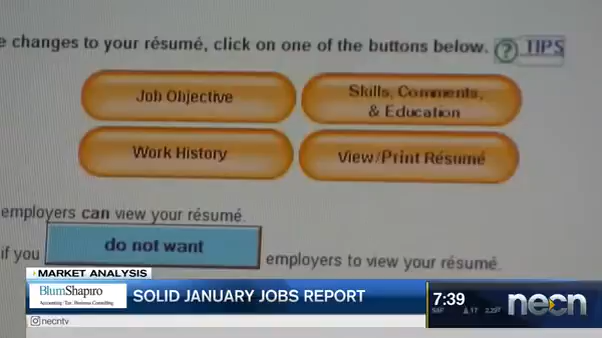 e changes to your résumé, click on one of the buttons below. ? TIPS
Job Objective
Skills, Comments, & Education
Work History
View/Print Résumé
employers can view your résumé.
if you do not want employers to view your résumé.
MARKET ANALYSIS
BlumShapiro
Accounting | Tax | Business Consulting
SOLID JANUARY JOBS REPORT
7:39
necn
necntv